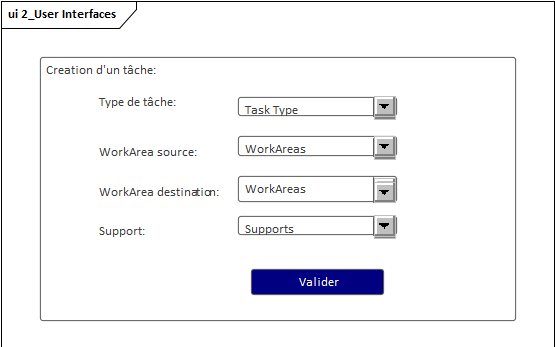 ui 2_User Interfaces
Creation d'un tâche:
Type de tâche:
Task Type
WorkArea source:
WorkAreas
WorkArea destination:
WorkAreas
Support:
Supports
Valider